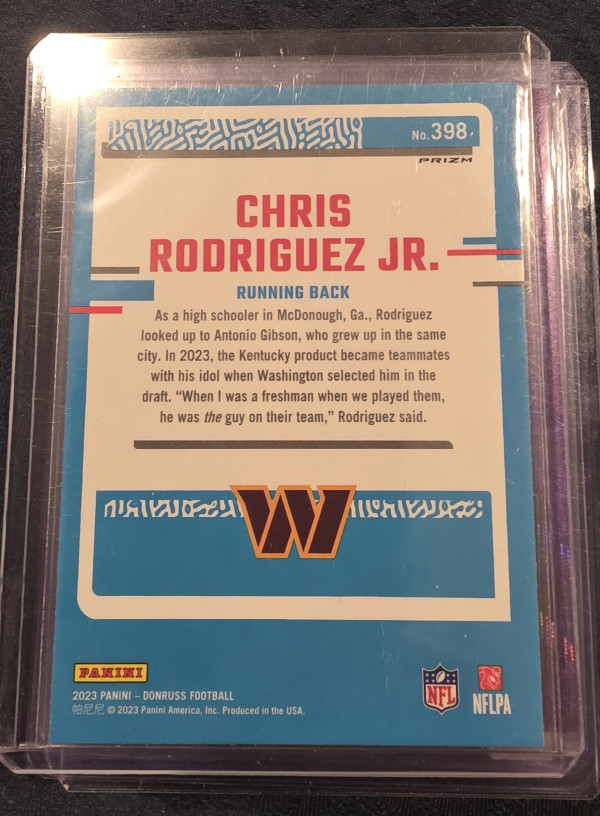 No. 398
PRIZM
CHRIS
RODRIGUEZ JR.
RUNNING BACK
As a high schooler in McDonough, Ga., Rodriguez
looked up to Antonio Gibson, who grew up in the same
city. In 2023, the Kentucky product became teammates
with his idol when Washington selected him in the
draft. “When I was a freshman when we played them,
he was the guy on their team,” Rodriguez said.
W
PANINI
2023 PANINI – DONRUSS FOOTBALL
帕尼尼 © 2023 Panini America, Inc. Produced in the USA.
NFL
NFLPA